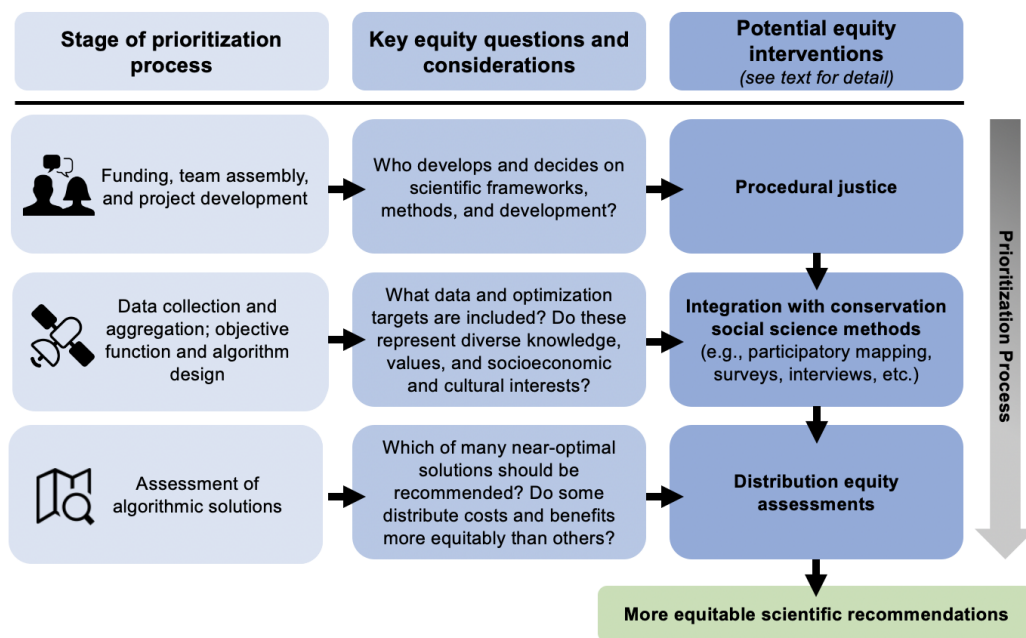 Stage of prioritization
process
Key equity questions and
considerations
Potential equity
interventions
(see text for detail)
Funding, team assembly,
and project development
Who develops and decides on
scientific frameworks,
methods, and development?
Procedural justice
Data collection and
aggregation; objective
function and algorithm
design
What data and optimization
targets are included? Do these
represent diverse knowledge,
values, and socioeconomic
and cultural interests?
Integration with conservation
social science methods
(e.g., participatory mapping,
surveys, interviews, etc.)
Assessment of
algorithmic solutions
Which of many near-optimal
solutions should be
recommended? Do some
distribute costs and benefits
more equitably than others?
Distribution equity
assessments
Prioritization Process
More equitable scientific recommendations